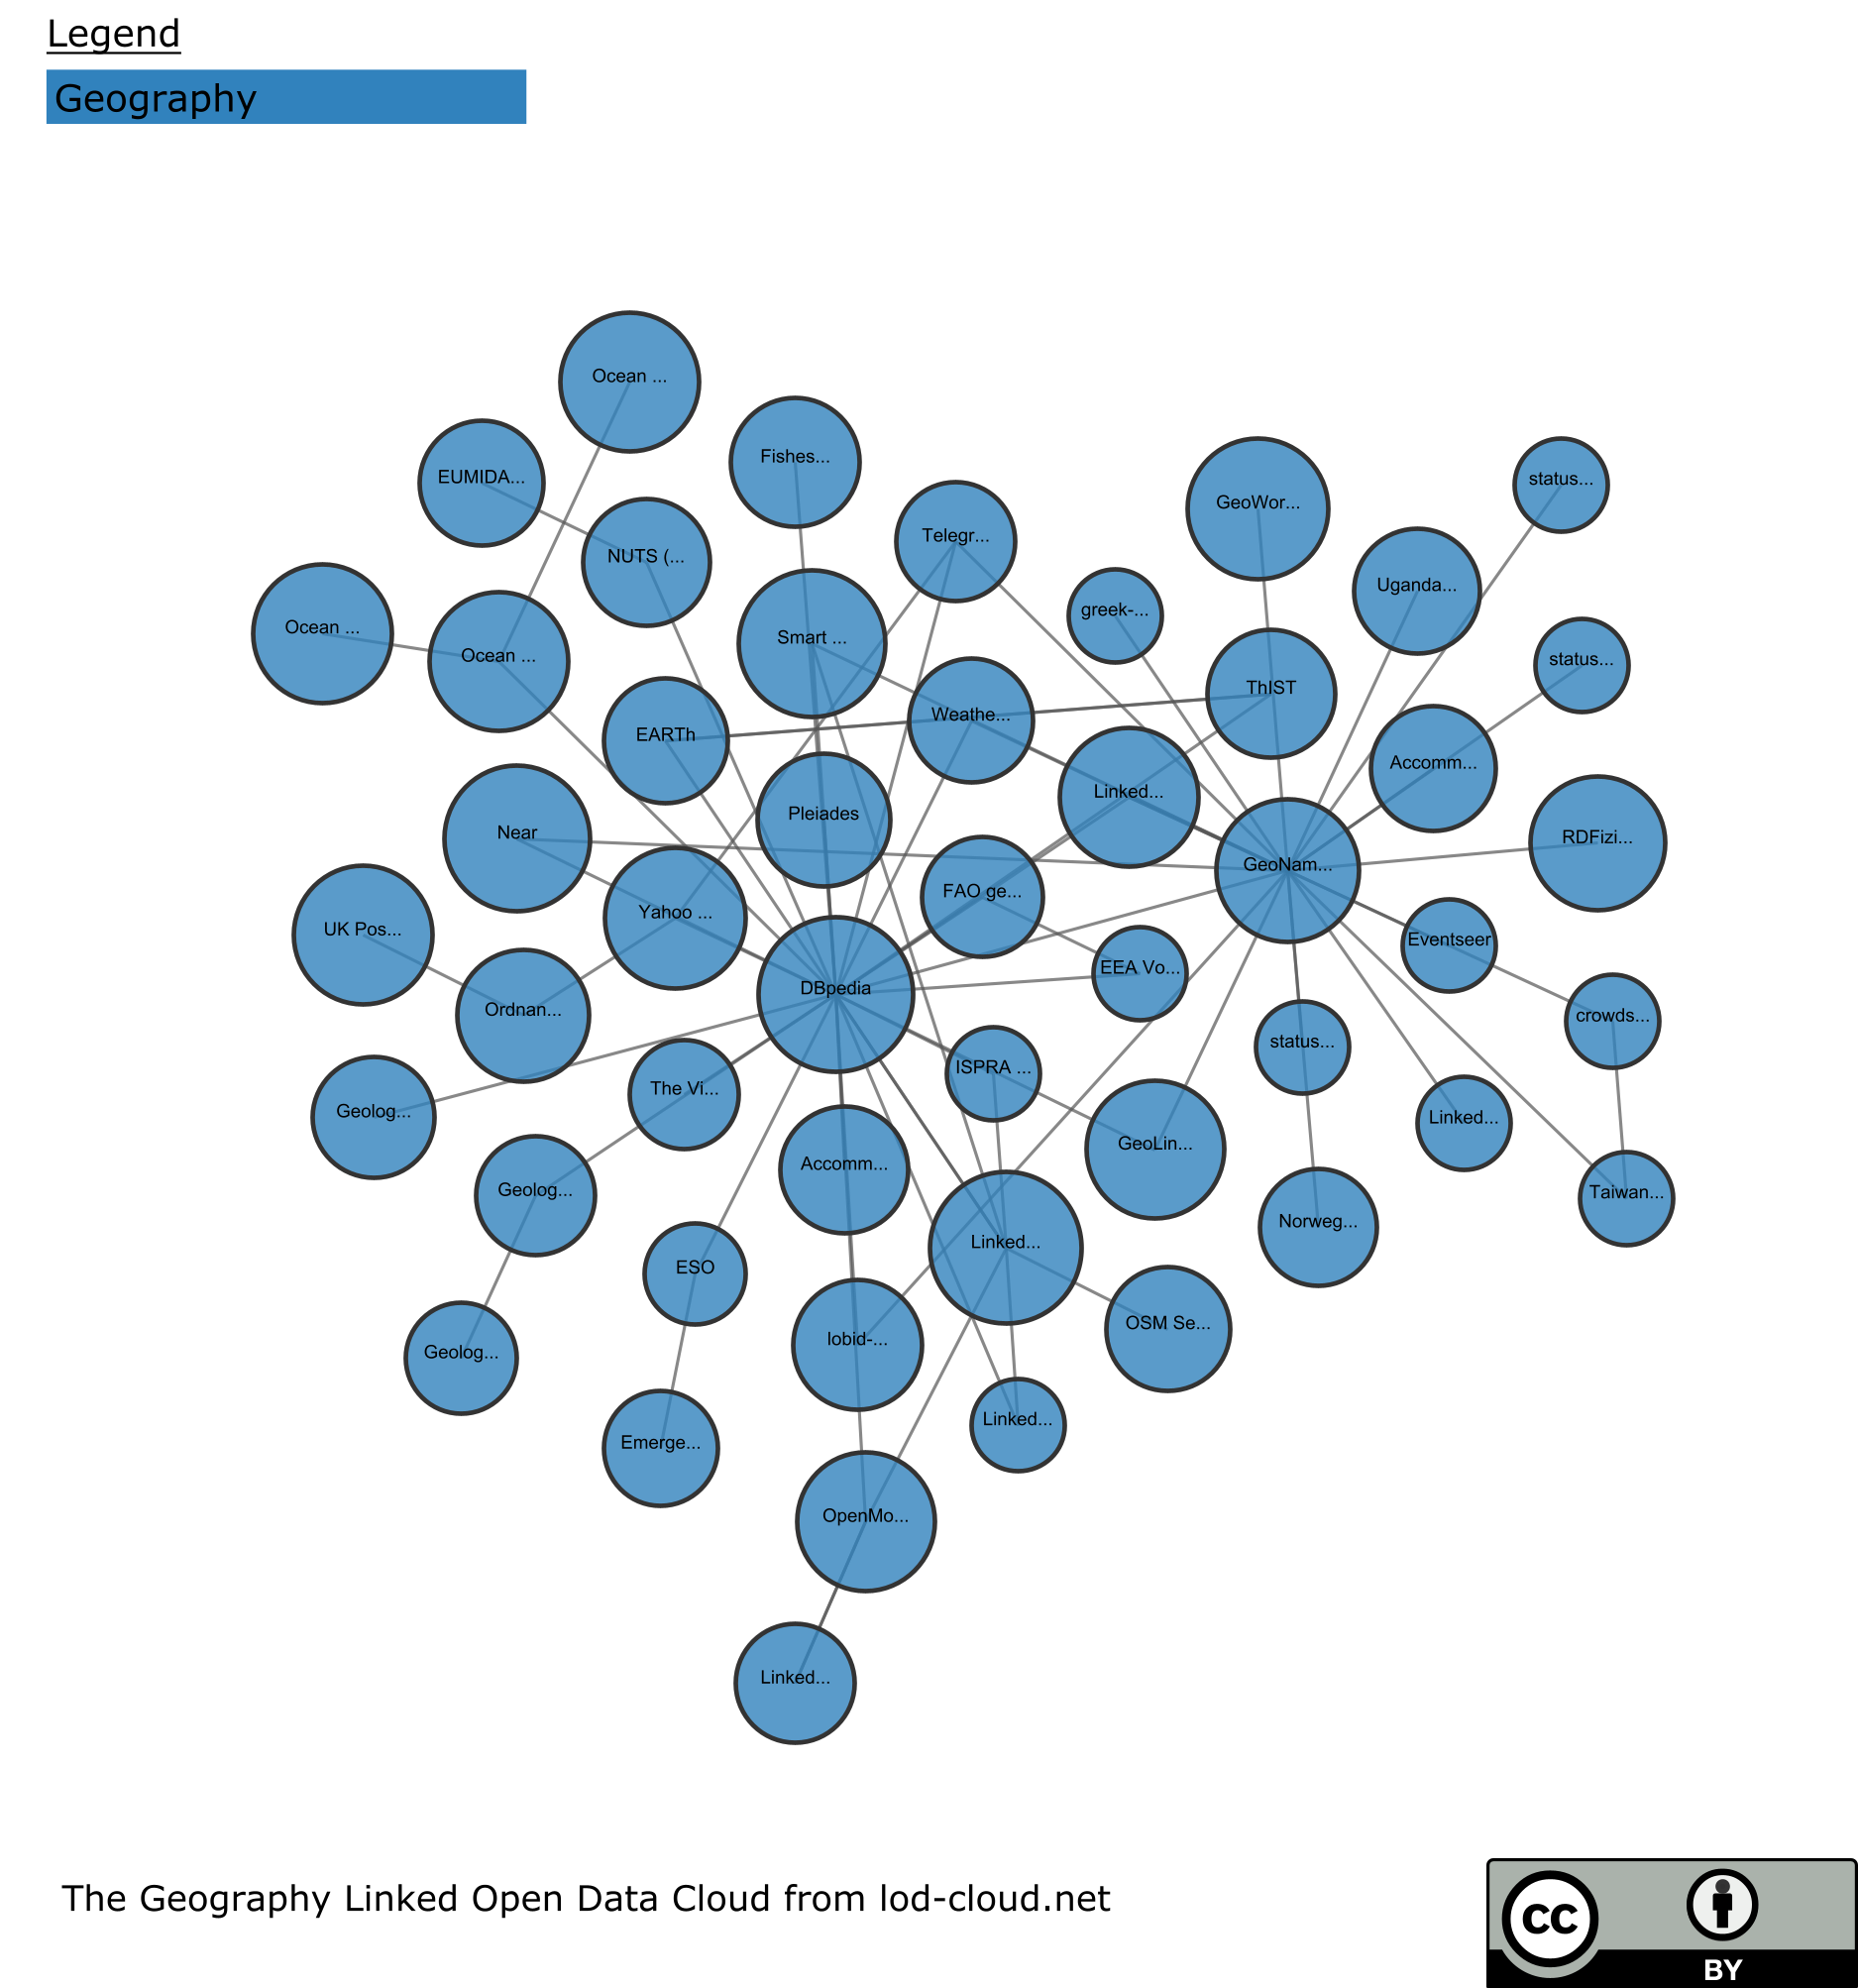 Legend
Geography
Ocean ...
Fishes...
EUMIDA...
status...
GeoWor...
Telegr...
NUTS (...
Uganda...
greek-...
Ocean ...
Smart ...
Ocean ...
status...
ThIST
Weathe...
EARTh
Accomm...
Linked...
Pleiades
Near
RDFizi...
GeoNam...
FAO ge...
Yahoo ...
UK Pos...
Eventseer
EEA Vo...
DBpedia
Ordnan...
crowds...
status...
ISPRA ...
The Vi...
Geolog...
Linked...
GeoLin...
Accomm...
Geolog...
Taiwan...
Norweg...
Linked...
ESO
OSM Se...
lobid-...
Geolog...
Linked...
Emerge...
OpenMo...
Linked...
The Geography Linked Open Data Cloud from lod-cloud.net
cc
BY